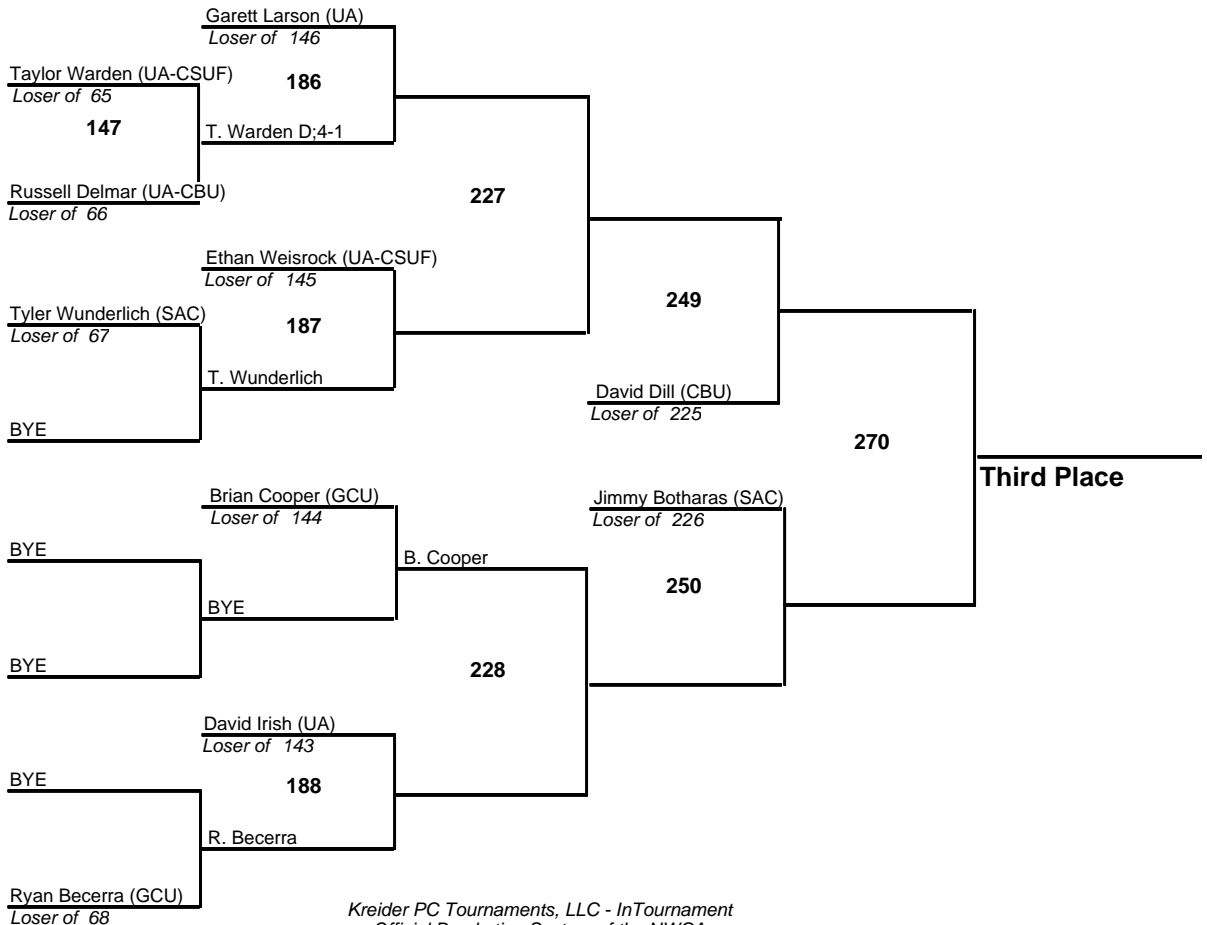 Garett Larson (UA)
Loser of 146
Taylor Warden (UA-CSUF)
Loser of 65
186
147
T. Warden D;4-1
Russell Delmar (UA-CBU)
Loser of 66
227
Ethan Weisrock (UA-CSUF)
Loser of 145
Tyler Wunderlich (SAC)
Loser of 67
187
249
T. Wunderlich
David Dill (CBU)
Loser of 225
BYE
270
Third Place
Brian Cooper (GCU)
Loser of 144
Jimmy Botharas (SAC)
Loser of 226
BYE
B. Cooper
250
BYE
BYE
228
David Irish (UA)
Loser of 143
BYE
188
R. Becerra
Ryan Becerra (GCU)
Loser of 68
Kreider PC Tournaments, LLC - InTournament